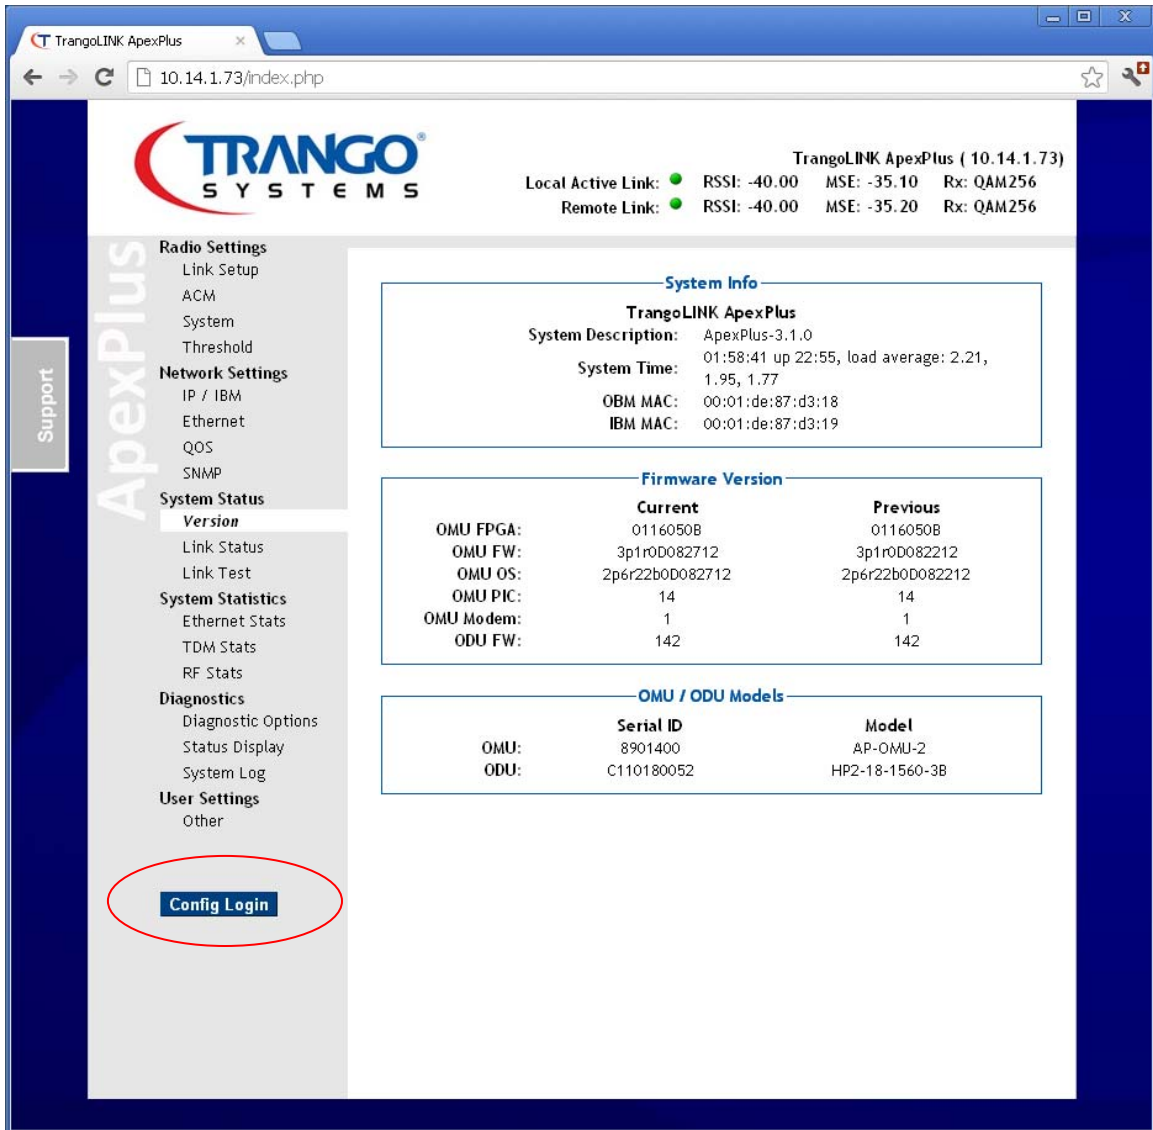 TrangoLINK ApexPlus
10.14.1.73/index.php
TRANGO®
SYSTEMS
TrangoLINK ApexPlus ( 10.14.1.73)
Local Active Link: RSSI: -40.00 MSE: -35.10 Rx: QAM256
Remote Link: RSSI: -40.00 MSE: -35.20 Rx: QAM256
Support
ApexPlus
Radio Settings
Link Setup
ACM
System
Threshold
Network Settings
IP / IBM
Ethernet
QOS
SNMP
System Status
Version
Link Status
Link Test
System Statistics
Ethernet Stats
TDM Stats
RF Stats
Diagnostics
Diagnostic Options
Status Display
System Log
User Settings
Other
Config Login
System Info
TrangoLINK ApexPlus
System Description: ApexPlus-3.1.0
System Time: 01:58:41 up 22:55, load average: 2.21,
1.95, 1.77
OBM MAC: 00:01:de:87:d3:18
IBM MAC: 00:01:de:87:d3:19
Firmware Version
Current Previous
OMU FPGA: 0116050B 0116050B
OMU FW: 3p1r0D082712 3p1r0D082212
OMU OS: 2p6r22b0D082712 2p6r22b0D082212
OMU PIC: 14 14
OMU Modem: 1 1
ODU FW: 142 142
OMU / ODU Models
Serial ID Model
OMU: 8901400 AP-OMU-2
ODU: C110180052 HP2-18-1560-3B